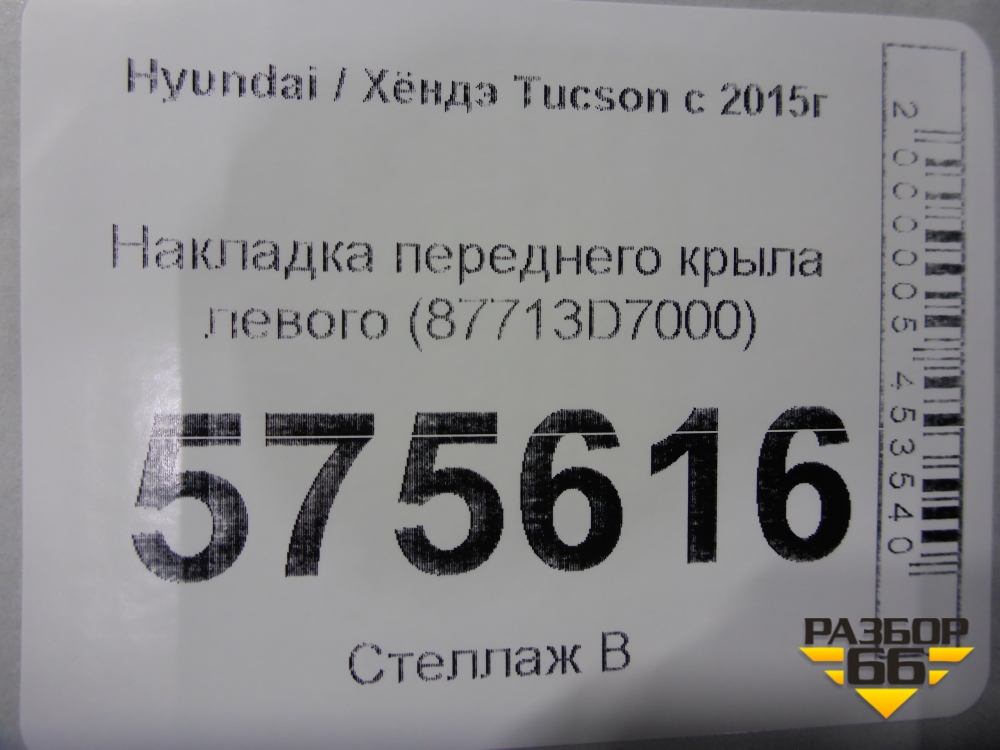 Hyundai / Хёндэ Tucson с 2015г
Накладка переднего крыла
левого (87713D7000)
575616
Стеллаж В
2000005453540
РАЗБОР
66